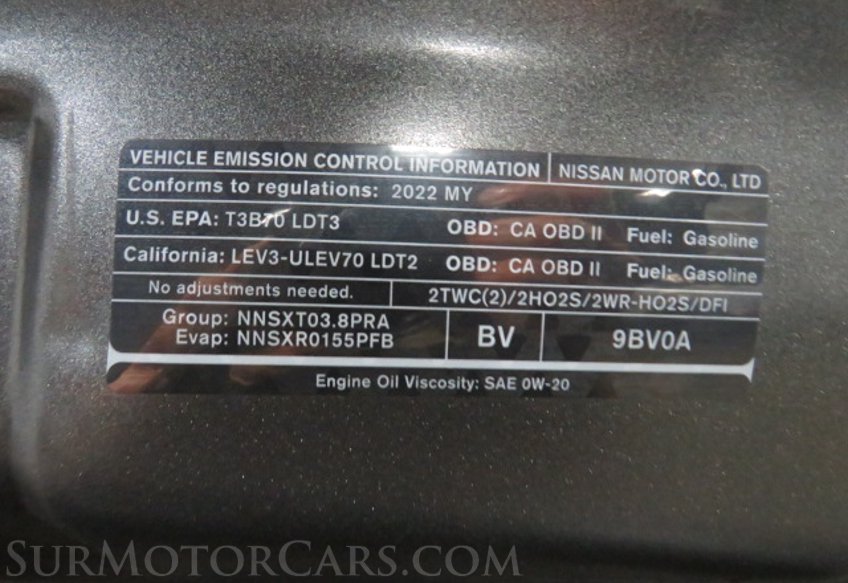 VEHICLE EMISSION CONTROL INFORMATION NISSAN MOTOR CO., LTD
Conforms to regulations: 2022 MY
U.S. EPA: T3B70 LDT3 OBD: CA OBD II Fuel: Gasoline
California: LEV3-ULEV70 LDT2 OBD: CA OBD II Fuel: Gasoline
No adjustments needed. 2TWC(2)/2HO2S/2WR-HO2S/DFI
Group: NNSXT03.8PRA
Evap: NNSXR0155PFB BV 9BV0A
Engine Oil Viscosity: SAE 0W-20
SurMotorCars.com